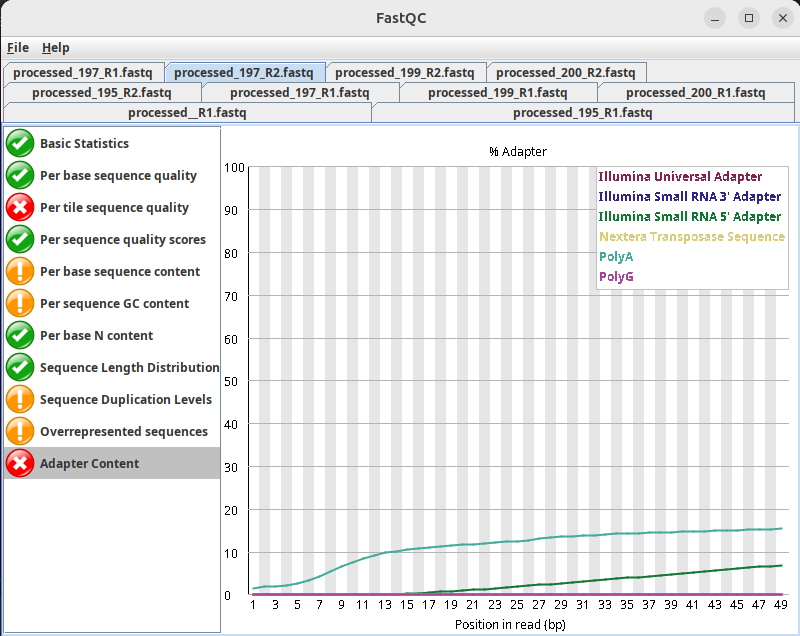 FastQC
File Help
processed_197_R1.fastq processed_197_R2.fastq processed_199_R2.fastq processed_200_R2.fastq
processed_195_R2.fastq processed_197_R1.fastq processed_199_R1.fastq processed_200_R1.fastq
processed__R1.fastq processed_195_R1.fastq
Basic Statistics
Per base sequence quality
Per tile sequence quality
Per sequence quality scores
Per base sequence content
Per sequence GC content
Per base N content
Sequence Length Distribution
Sequence Duplication Levels
Overrepresented sequences
Adapter Content
% Adapter
Illumina Universal Adapter
Illumina Small RNA 3' Adapter
Illumina Small RNA 5' Adapter
Nextera Transposase Sequence
PolyA
PolyG
100
90
80
70
60
50
40
30
20
10
0
1 3 5 7 9 11 13 15 17 19 21 23 25 27 29 31 33 35 37 39 41 43 45 47 49
Position in read (bp)